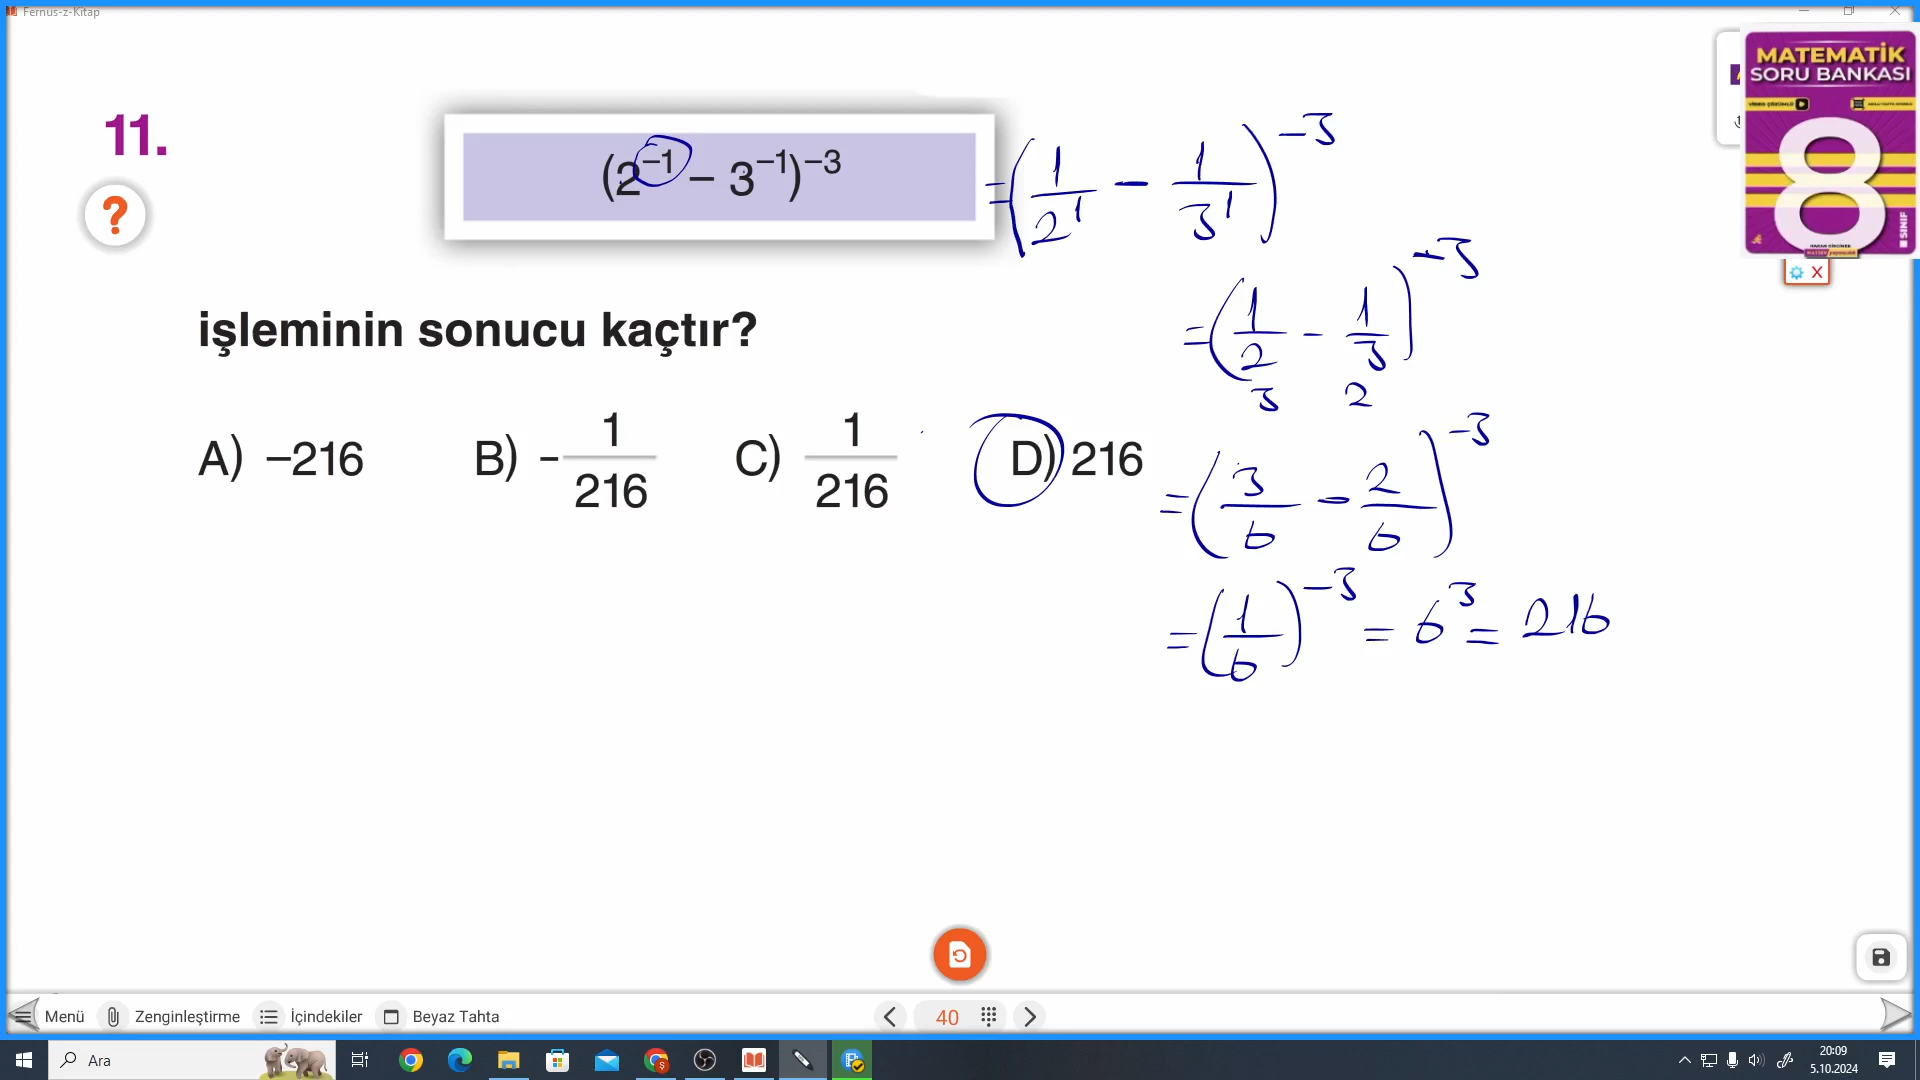 Fernus-z-Kitap
MATEMATİK
SORU BANKASI
8
SINIF
11.
(2⁻¹ – 3⁻¹)⁻³
= (1/2¹ - 1/3¹)⁻³
?
= (1/2 - 1/3)⁻³
3 2
işleminin sonucu kaçtır?
A) –216 B) -1/216 C) 1/216 D) 216
= (3/6 - 2/6)⁻³
= (1/6)⁻³ = 6³ = 216
X
Menü Zenginleştirme İçindekiler Beyaz Tahta 40
Ara
20:09
5.10.2024